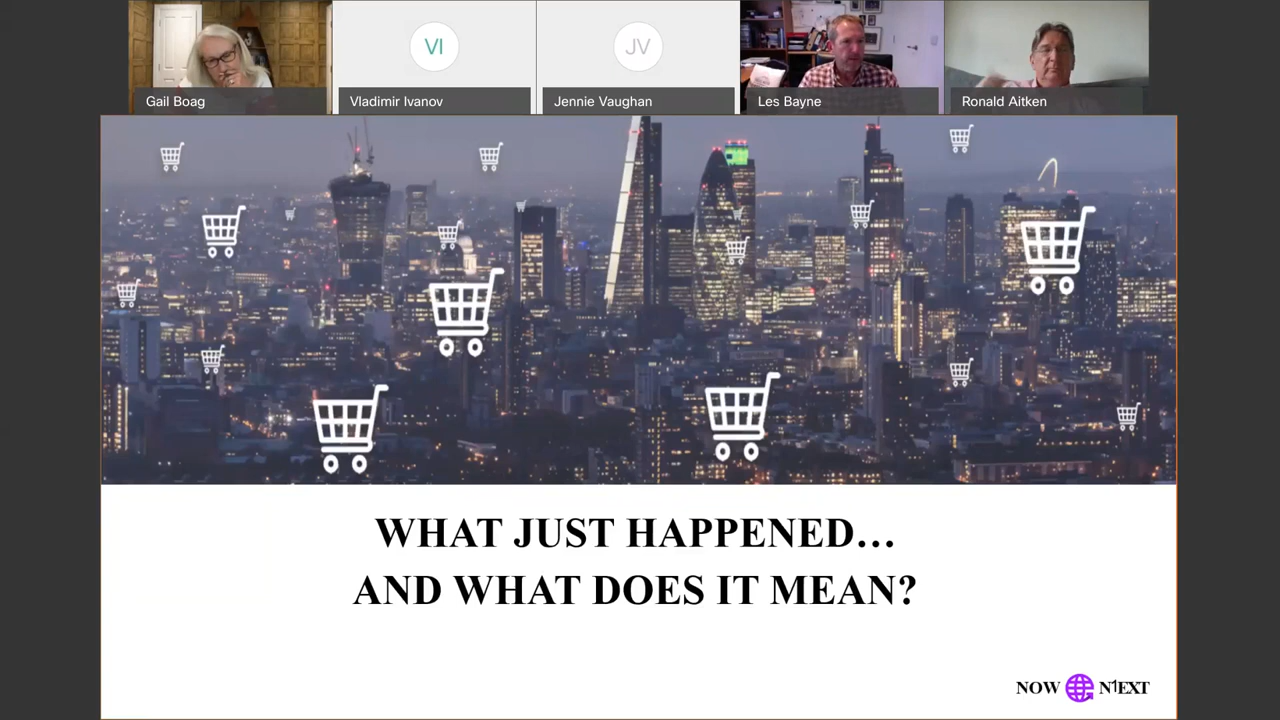 VI
JV
Gail Boag
Vladimir Ivanov
Jennie Vaughan
Les Bayne
Ronald Aitken
WHAT JUST HAPPENED…
AND WHAT DOES IT MEAN?
NOW